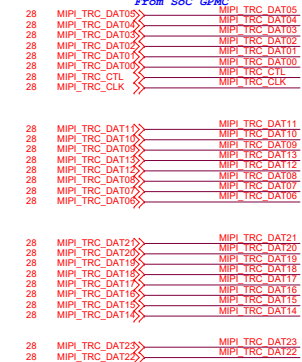 From SoC GPMC
28 MIPI_TRC_DAT05 MIPI_TRC_DAT05
28 MIPI_TRC_DAT04 MIPI_TRC_DAT04
28 MIPI_TRC_DAT03 MIPI_TRC_DAT03
28 MIPI_TRC_DAT02 MIPI_TRC_DAT02
28 MIPI_TRC_DAT01 MIPI_TRC_DAT01
28 MIPI_TRC_DAT00 MIPI_TRC_DAT00
28 MIPI_TRC_CTL MIPI_TRC_CTL
28 MIPI_TRC_CLK MIPI_TRC_CLK
28 MIPI_TRC_DAT11 MIPI_TRC_DAT11
28 MIPI_TRC_DAT10 MIPI_TRC_DAT10
28 MIPI_TRC_DAT09 MIPI_TRC_DAT09
28 MIPI_TRC_DAT13 MIPI_TRC_DAT13
28 MIPI_TRC_DAT12 MIPI_TRC_DAT12
28 MIPI_TRC_DAT08 MIPI_TRC_DAT08
28 MIPI_TRC_DAT07 MIPI_TRC_DAT07
28 MIPI_TRC_DAT06 MIPI_TRC_DAT06
28 MIPI_TRC_DAT21 MIPI_TRC_DAT21
28 MIPI_TRC_DAT20 MIPI_TRC_DAT20
28 MIPI_TRC_DAT19 MIPI_TRC_DAT19
28 MIPI_TRC_DAT18 MIPI_TRC_DAT18
28 MIPI_TRC_DAT17 MIPI_TRC_DAT17
28 MIPI_TRC_DAT16 MIPI_TRC_DAT16
28 MIPI_TRC_DAT15 MIPI_TRC_DAT15
28 MIPI_TRC_DAT14 MIPI_TRC_DAT14
28 MIPI_TRC_DAT23 MIPI_TRC_DAT23
28 MIPI_TRC_DAT22 MIPI_TRC_DAT22